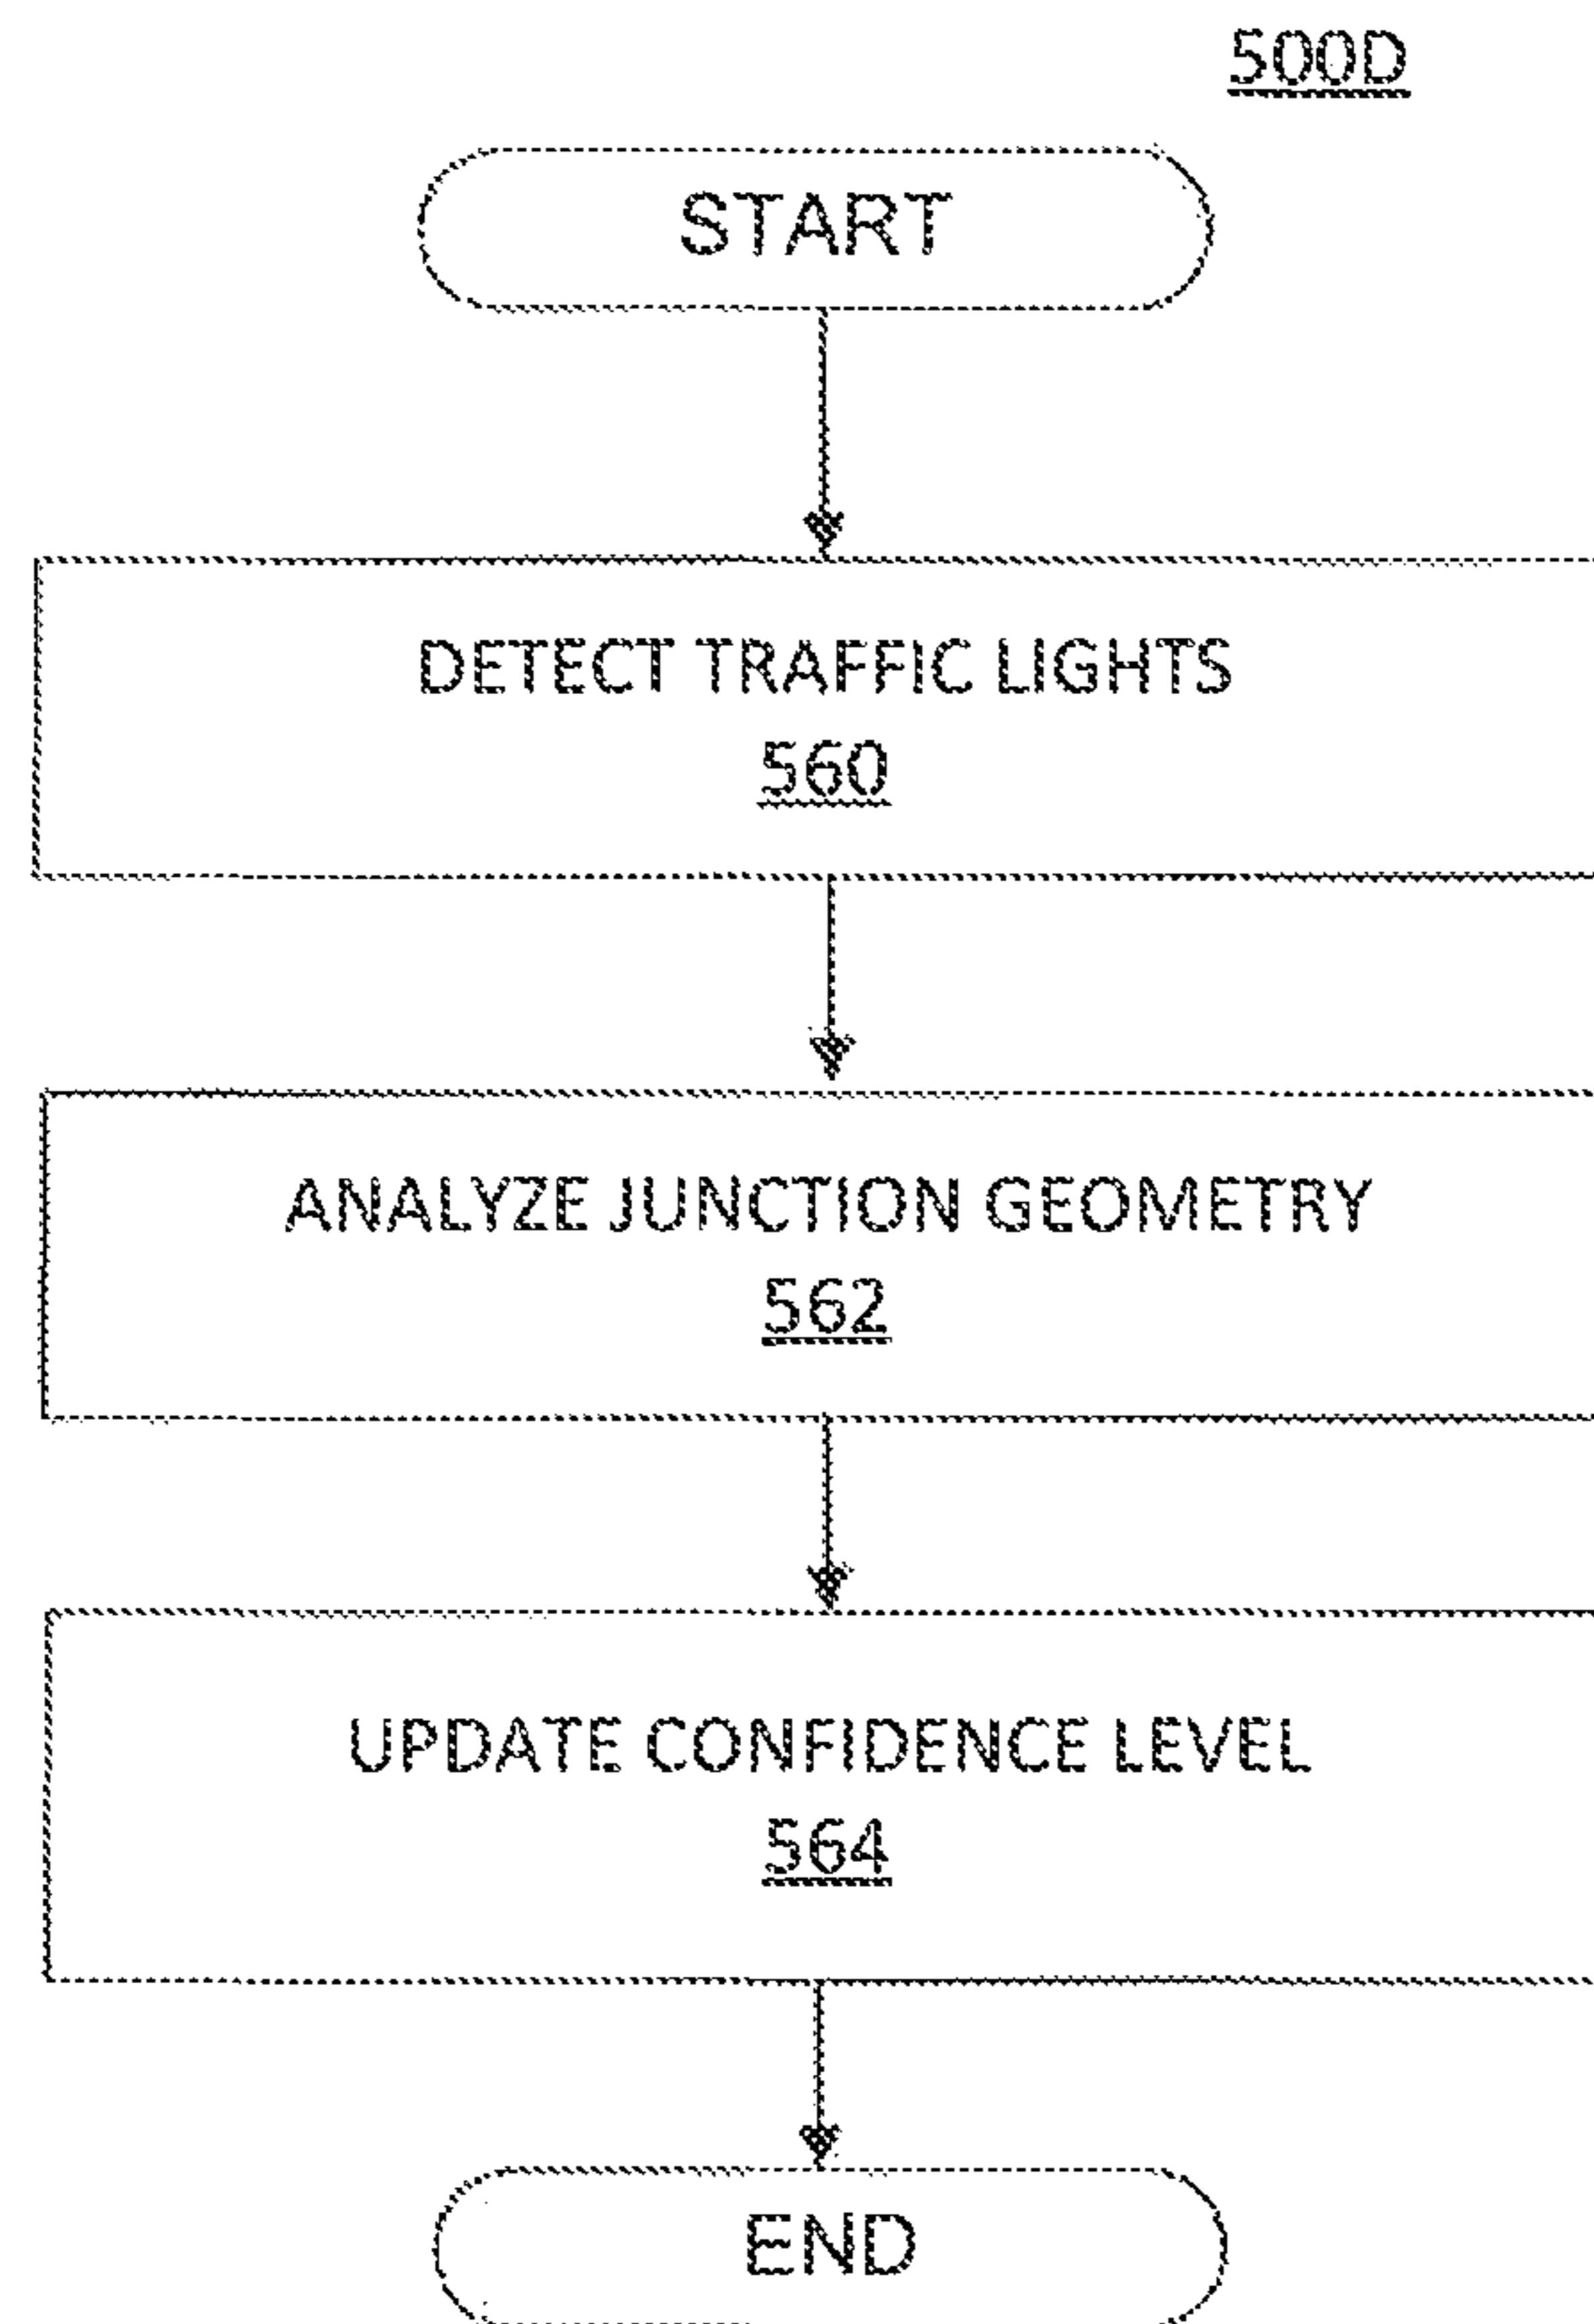 500D
START
DETECT TRAFFIC LIGHTS
560
ANALYZE JUNCTION GEOMETRY
562
UPDATE CONFIDENCE LEVEL
564
END